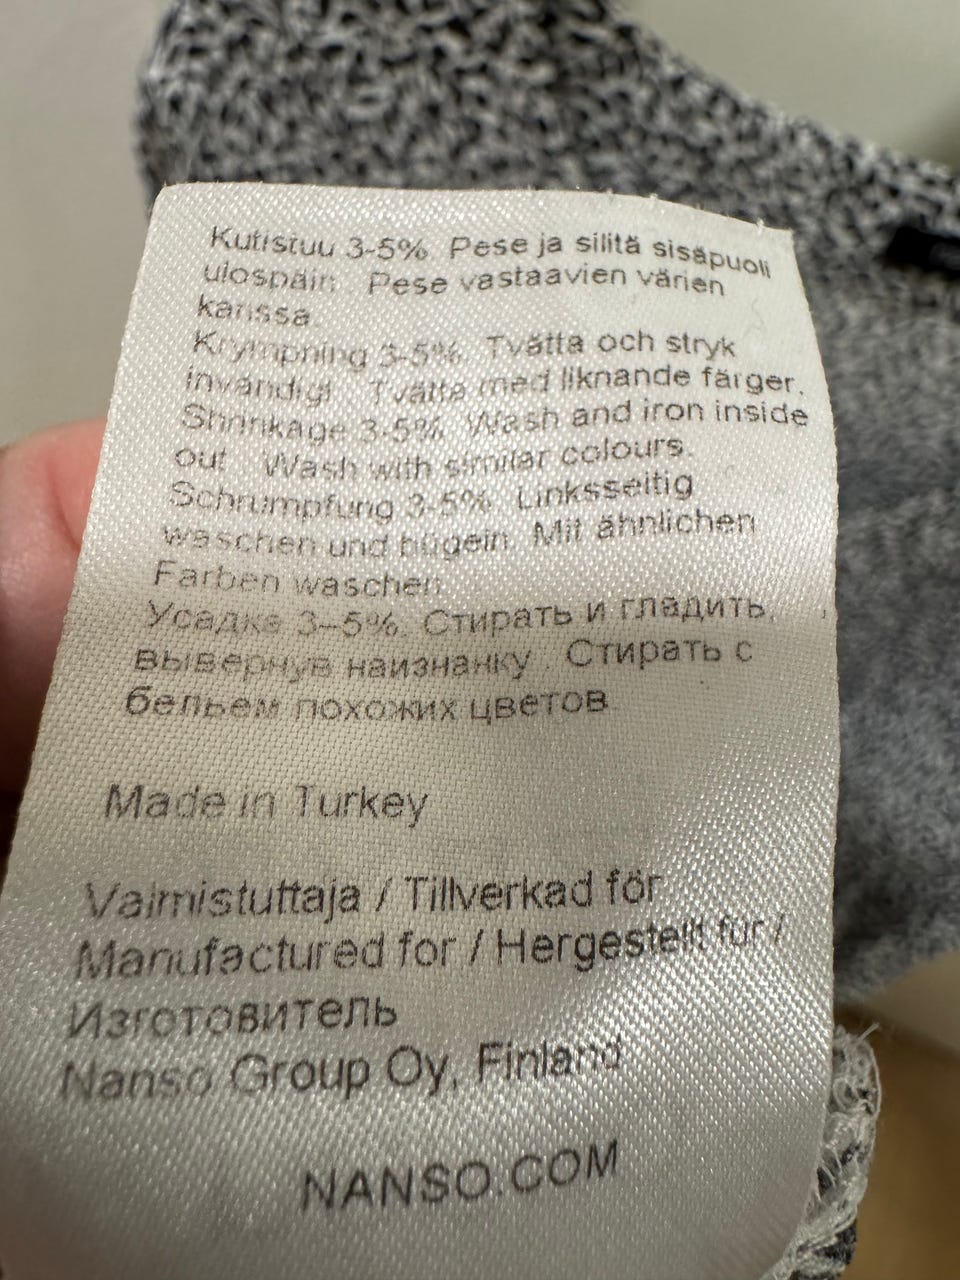 Kutistuu 3-5%. Pese ja silitä sisäpuoli
ulospäin. Pese vastaavien värien
kanssa.
Krympning 3-5%. Tvätta och stryk
invändigt. Tvätta med liknande färger.
Shrinkage 3-5%. Wash and iron inside
out. Wash with similar colours.
Schrumpfung 3-5%. Linksseitig
waschen und bügeln. Mit ähnlichen
Farben waschen.
Усадка 3–5%. Стирать и гладить,
вывернув наизнанку . Стирать с
бельем похожих цветов.
Made in Turkey
Valmistuttaja / Tillverkad för
Manufactured for / Hergestellt für /
Изготовитель
Nanso Group Oy, Finland
NANSO.COM